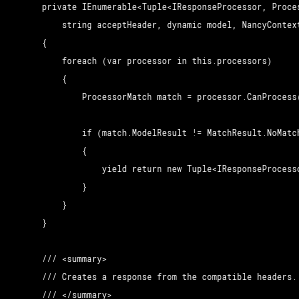 private IEnumerable<Tuple<IResponseProcessor, Proces
string acceptHeader, dynamic model, NancyContext
{
foreach (var processor in this.processors)
{
ProcessorMatch match = processor.CanProcess(
if (match.ModelResult != MatchResult.NoMatch
{
yield return new Tuple<IResponseProcesso
}
}
}
/// <summary>
/// Creates a response from the compatible headers.
/// </summary>